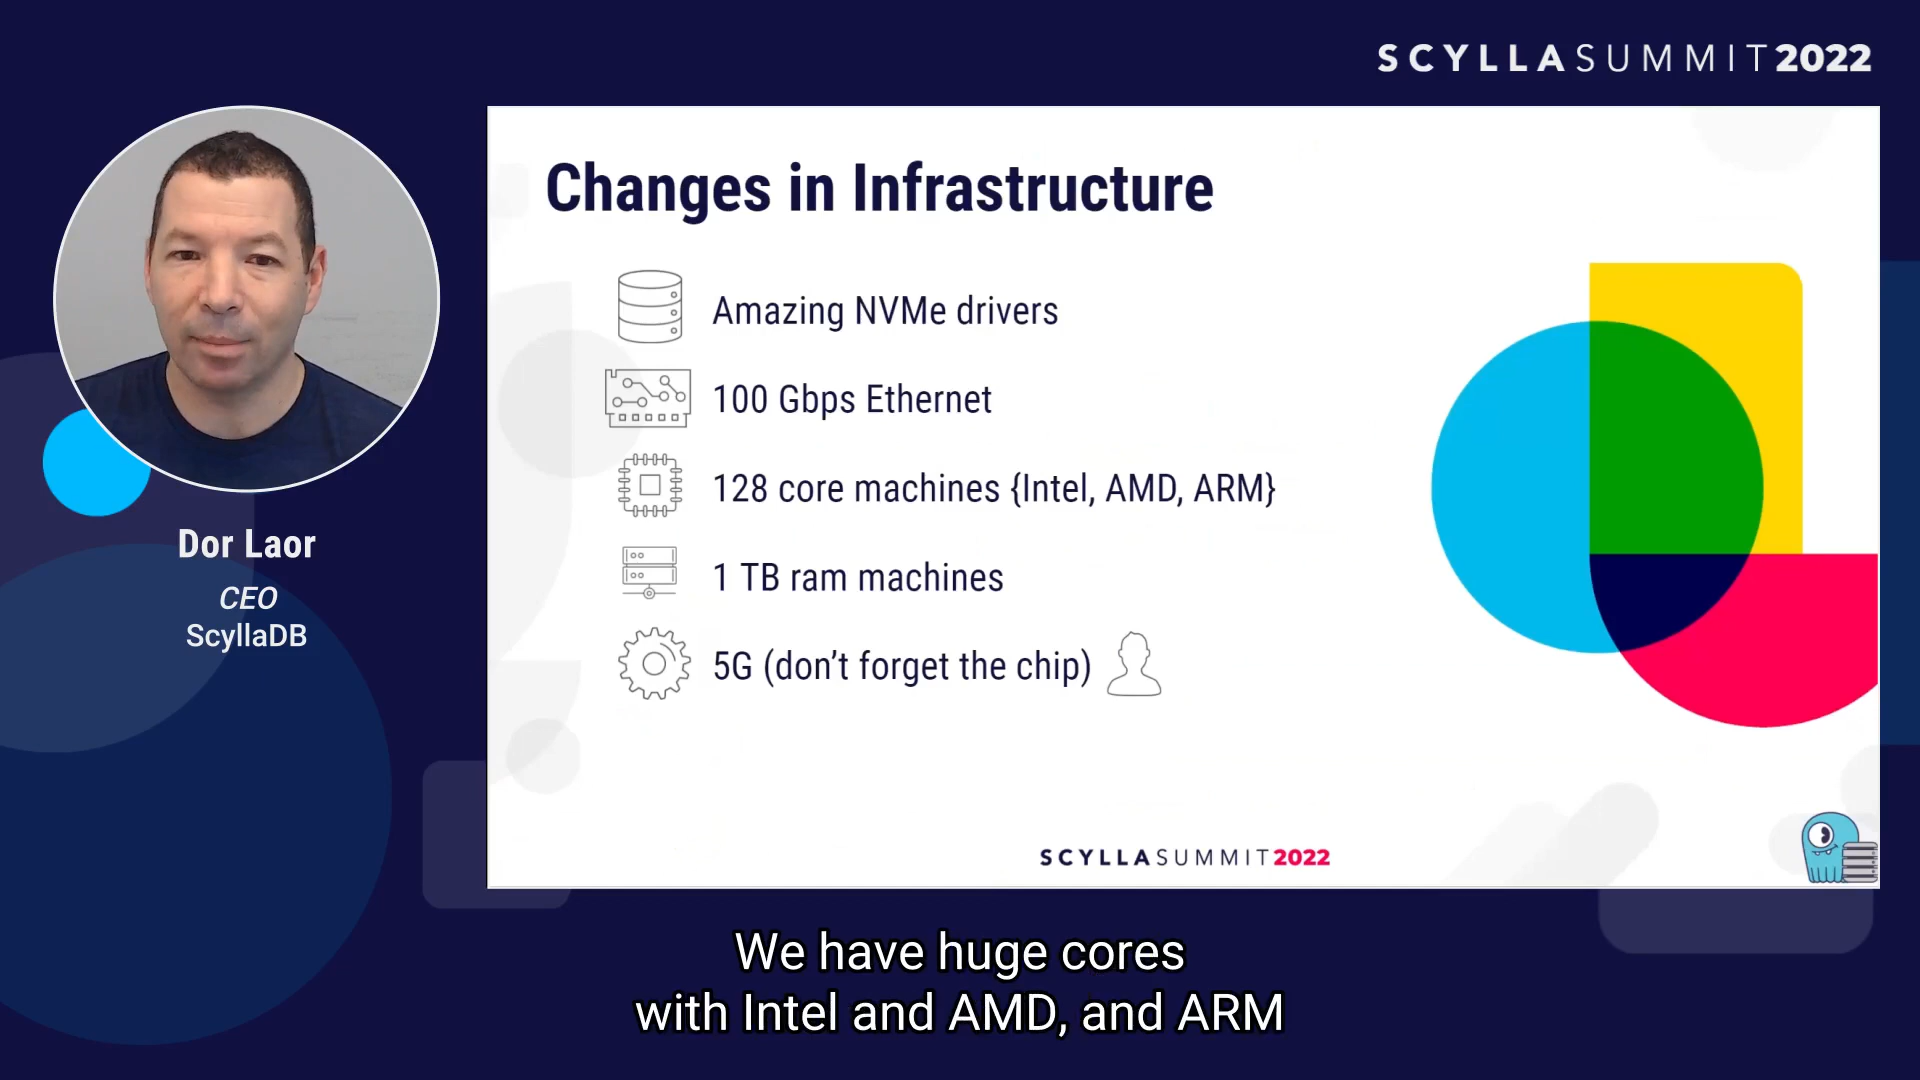 SCYLLASUMMIT2022
Dor Laor
CEO
ScyllaDB
Changes in Infrastructure
Amazing NVMe drivers
100 Gbps Ethernet
128 core machines {Intel, AMD, ARM}
1 TB ram machines
5G (don’t forget the chip)
SCYLLASUMMIT2022
We have huge cores
with Intel and AMD, and ARM